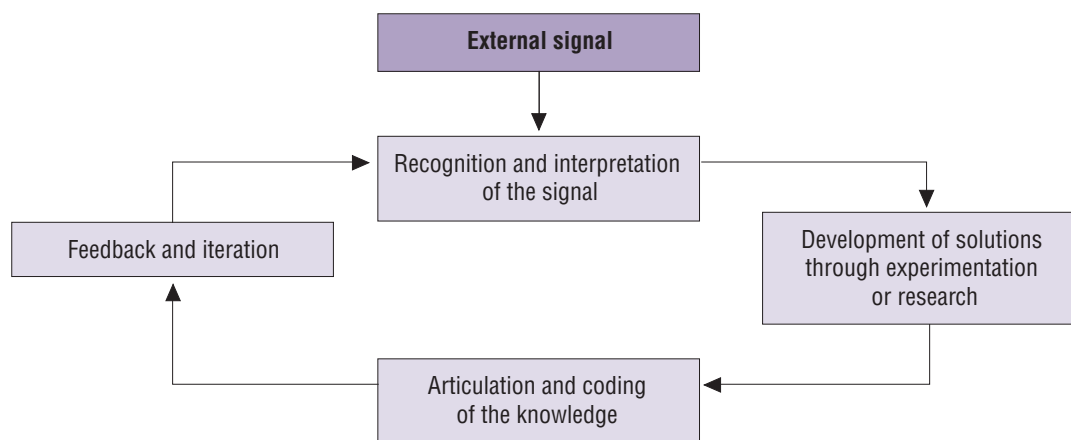 External signal
Recognition and interpretation
of the signal
Development of solutions
through experimentation
or research
Articulation and coding
of the knowledge
Feedback and iteration